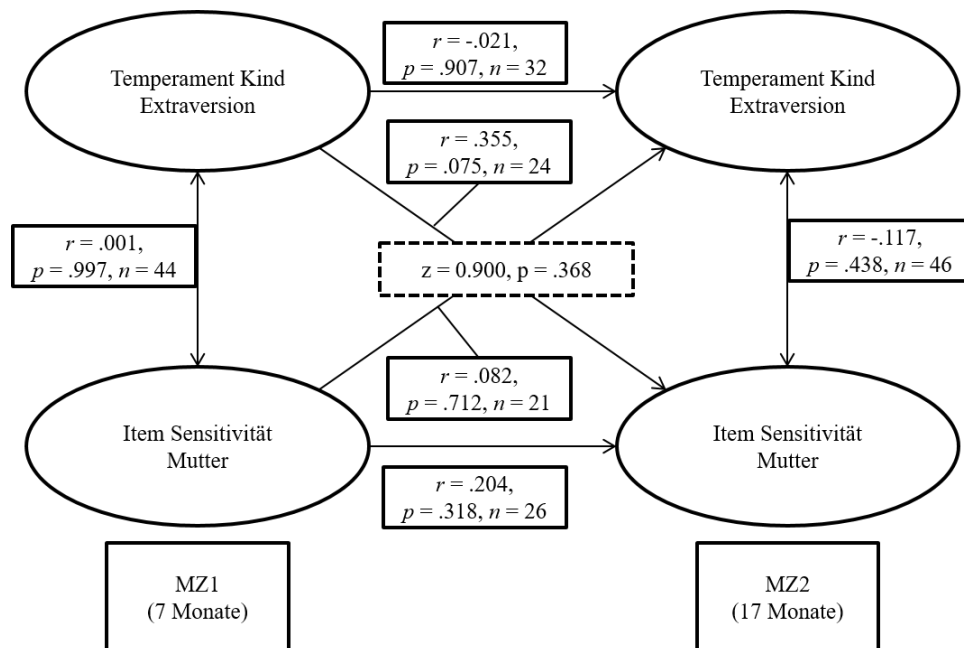 r = -.021,
p = .907, n = 32
Temperament Kind
Extraversion
Temperament Kind
Extraversion
r = .355,
p = .075, n = 24
r = .001,
p = .997, n = 44
z = 0.900, p = .368
r = -.117,
p = .438, n = 46
r = .082,
p = .712, n = 21
Item Sensitivität
Mutter
Item Sensitivität
Mutter
r = .204,
p = .318, n = 26
MZ1
(7 Monate)
MZ2
(17 Monate)